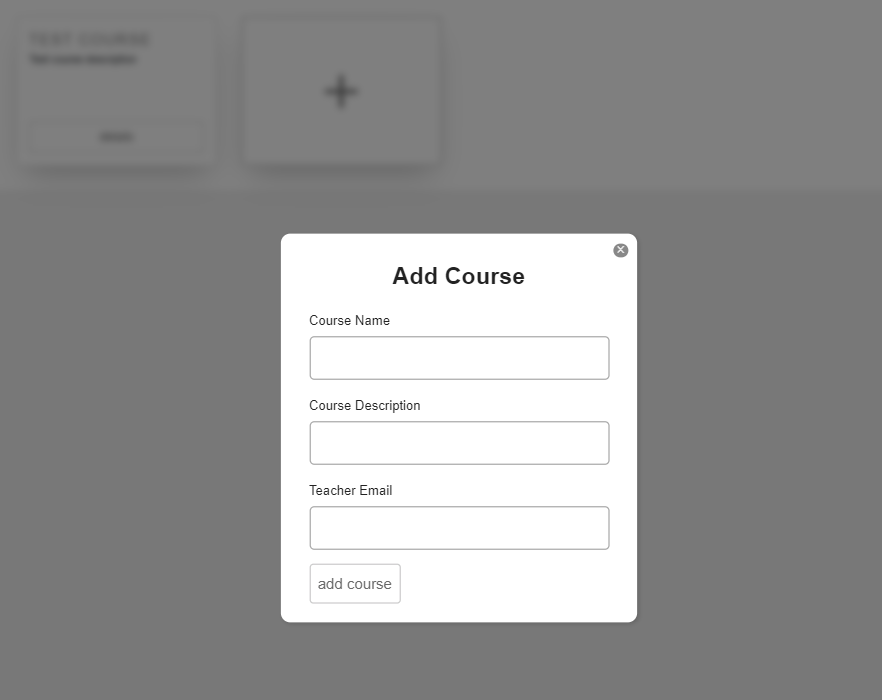 TEXT COURSE
Add Course
Course Name
Course Description
Teacher Email
add course